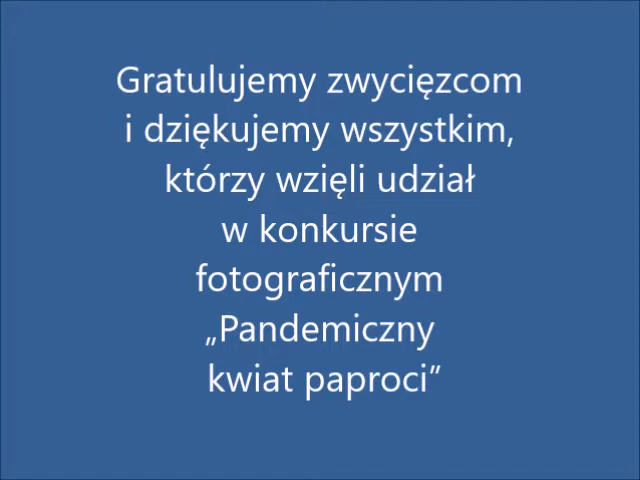 Gratulujemy zwycięzcom
i dziękujemy wszystkim,
którzy wzięli udział
w konkursie
fotograficznym
„Pandemiczny
kwiat paproci”